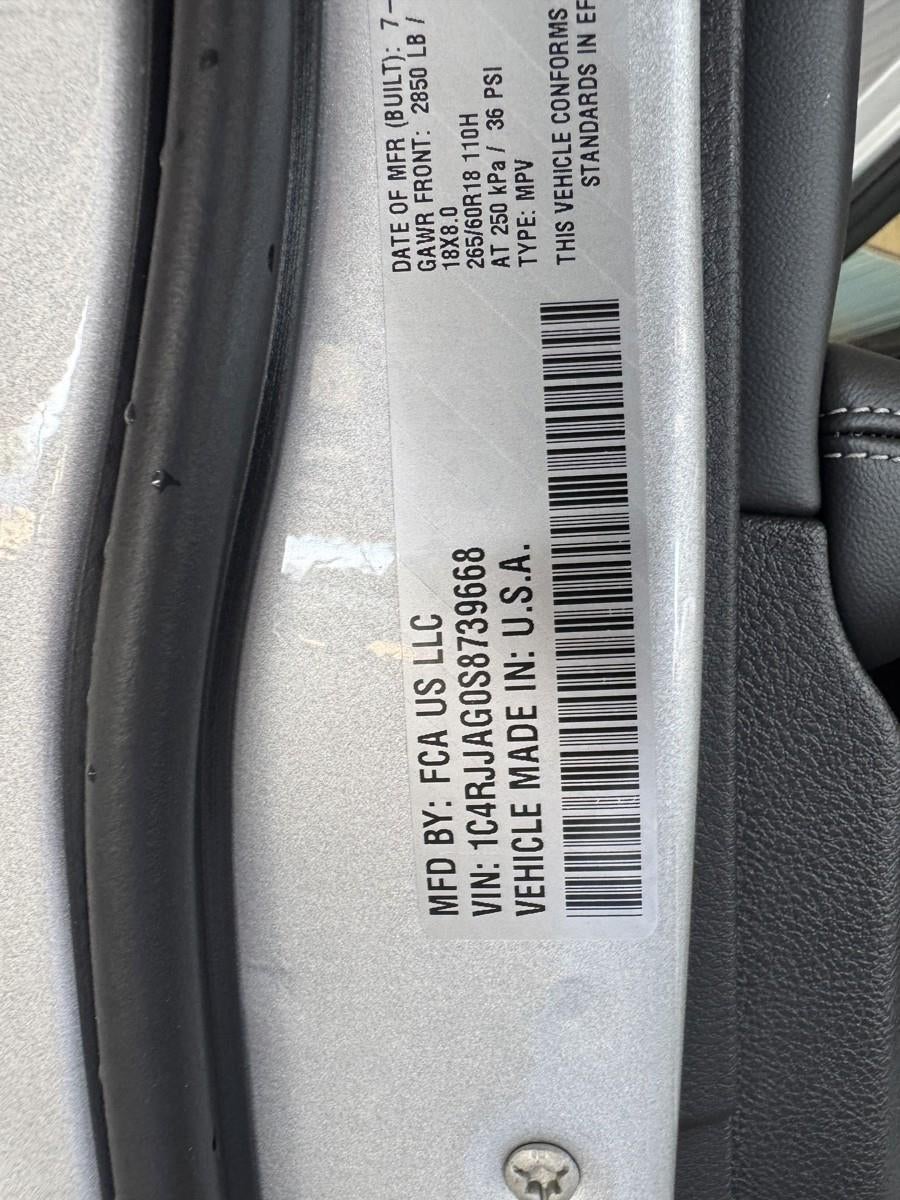 MFD BY: FCA US LLC
VIN: 1C4RJJAG0S8739668
VEHICLE MADE IN: U.S.A.
DATE OF MFR (BUILT): 7-
GAWR FRONT: 2850 LB /
18X8.0
265/60R18 110H
AT 250 kPa / 36 PSI
TYPE: MPV
THIS VEHICLE CONFORMS
STANDARDS IN EF